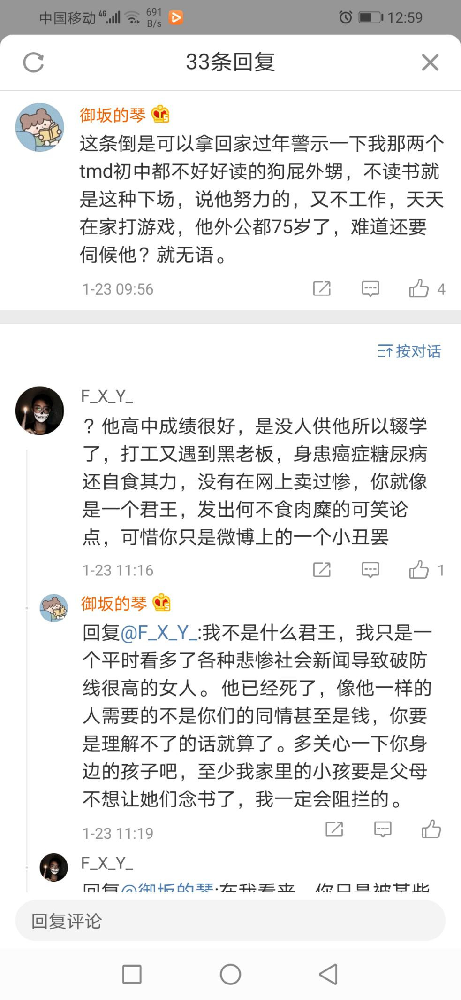 中国移动 4G 691 B/s 12:59
33条回复
御坂的琴 5
这条倒是可以拿回家过年警示一下我那两个
tmd初中都不好好读的狗屁外甥，不读书就
是这种下场，说他努力的，又不工作，天天
在家打游戏，他外公都75岁了，难道还要
伺候他？就无语。
1-23 09:56 4
按对话
F_X_Y_
？他高中成绩很好，是没人供他所以辍学
了，打工又遇到黑老板，身患癌症糖尿病
还自食其力，没有在网上卖过惨，你就像
是一个君王，发出何不食肉糜的可笑论
点，可惜你只是微博上的一个小丑罢
1-23 11:16 1
御坂的琴 5
回复@F_X_Y_:我不是什么君王，我只是一
个平时看多了各种悲惨社会新闻导致破防
线很高的女人。他已经死了，像他一样的
人需要的不是你们的同情甚至是钱，你要
是理解不了的话就算了。多关心一下你身
边的孩子吧，至少我家里的小孩要是父母
不想让她们念书了，我一定会阻拦的。
1-23 11:19
F_X_Y_
回复@御坂的琴:在我看来，你只是被某些
回复评论